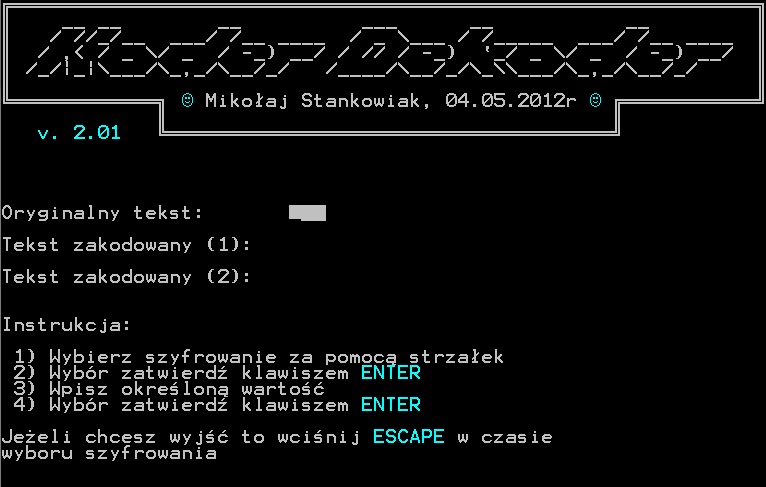 Koder Dekoder
☺ Mikołaj Stankowiak, 04.05.2012r ☺
v. 2.01
Oryginalny tekst:
Tekst zakodowany (1):
Tekst zakodowany (2):
Instrukcja:
1) Wybierz szyfrowanie za pomocą strzałek
2) Wybór zatwierdź klawiszem ENTER
3) Wpisz określoną wartość
4) Wybór zatwierdź klawiszem ENTER
Jeżeli chcesz wyjść to wciśnij ESCAPE w czasie
wyboru szyfrowania